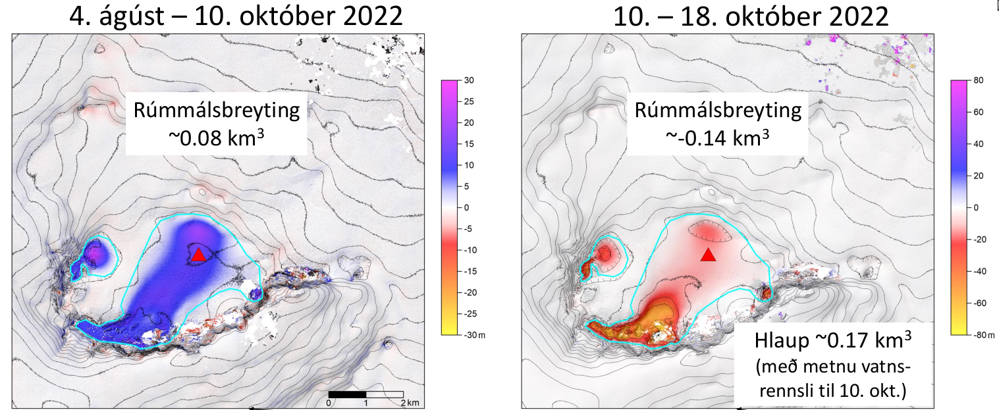 4. ágúst – 10. október 2022
Rúmmálsbreyting
~0.08 km³
30
25
20
15
10
5
0
-5
-10
-15
-20
-25
-30 m
0 1 2 km
10. – 18. október 2022
Rúmmálsbreyting
~-0.14 km³
80
60
40
20
0
-20
-40
-60
-80 m
Hlaup ~0.17 km³
(með metnu vatns-
rennsli til 10. okt.)